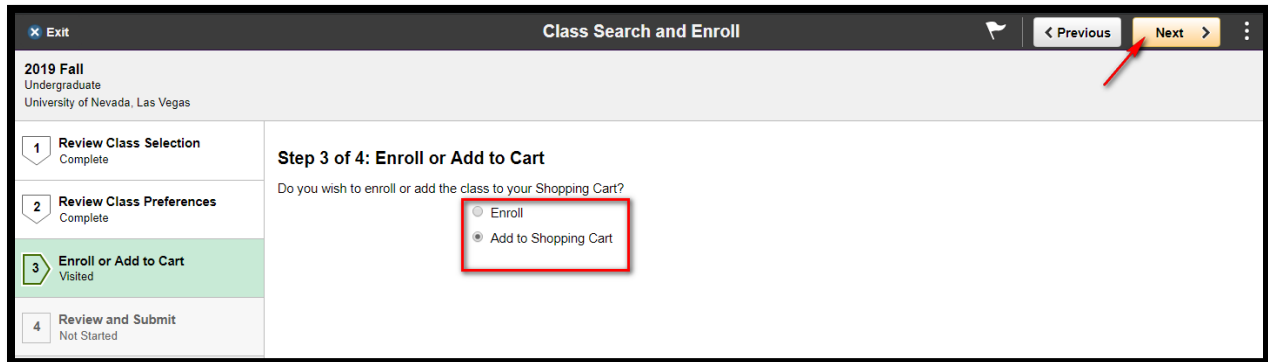 Exit
Class Search and Enroll
Previous
Next
2019 Fall
Undergraduate
University of Nevada, Las Vegas
1
Review Class Selection
Complete
2
Review Class Preferences
Complete
3
Enroll or Add to Cart
Visited
4
Review and Submit
Not Started
Step 3 of 4: Enroll or Add to Cart
Do you wish to enroll or add the class to your Shopping Cart?
Enroll
Add to Shopping Cart